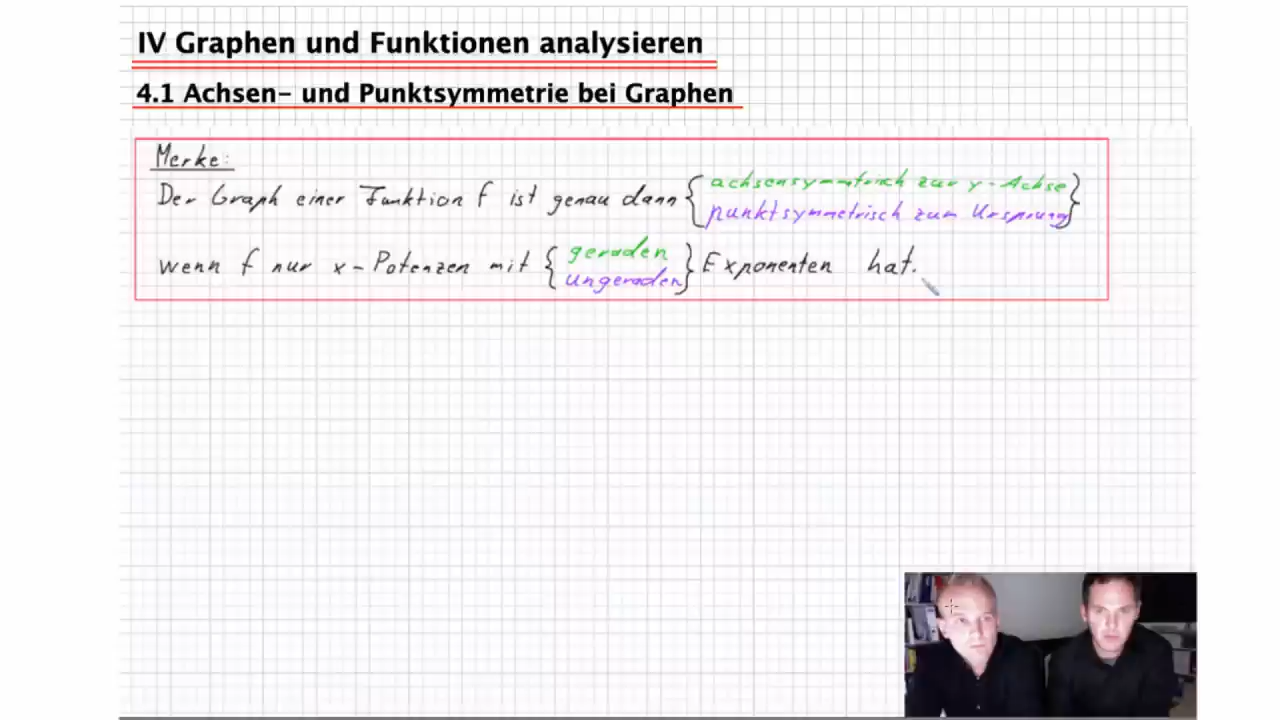 IV Graphen und Funktionen analysieren
4.1 Achsen- und Punktsymmetrie bei Graphen
Merke:
Der Graph einer Funktion f ist genau dann { achsensymmetrisch zur y-Achse }
punktsymmetrisch zum Ursprung
wenn f nur x-Potenzen mit { geraden } Exponenten hat.
ungeraden